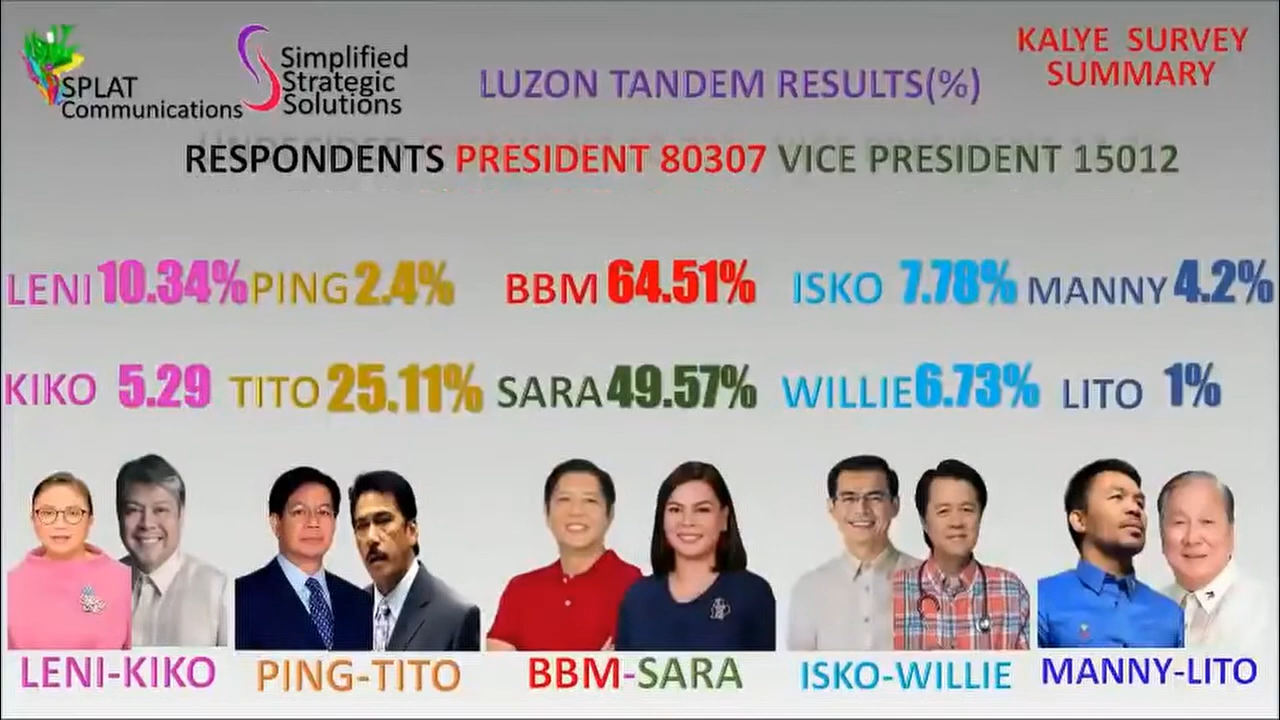 SPLAT
Communications
Simplified
Strategic
Solutions
LUZON TANDEM RESULTS(%)
KALYE SURVEY
SUMMARY
RESPONDENTS PRESIDENT 80307 VICE PRESIDENT 15012
LENI 10.34% PING 2.4% BBM 64.51% ISKO 7.78% MANNY 4.2%
KIKO 5.29 TITO 25.11% SARA 49.57% WILLIE 6.73% LITO 1%
LENI-KIKO PING-TITO BBM-SARA ISKO-WILLIE MANNY-LITO